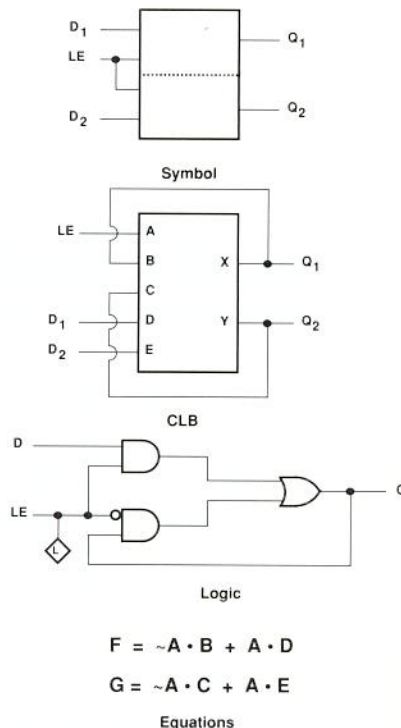 D1
LE
D2
Q1
Q2
Symbol
LE
D1
D2
A
B
C
D
E
X
Y
Q1
Q2
CLB
D
LE
L
Q
Logic
F = ~A • B + A • D
G = ~A • C + A • E
Equations